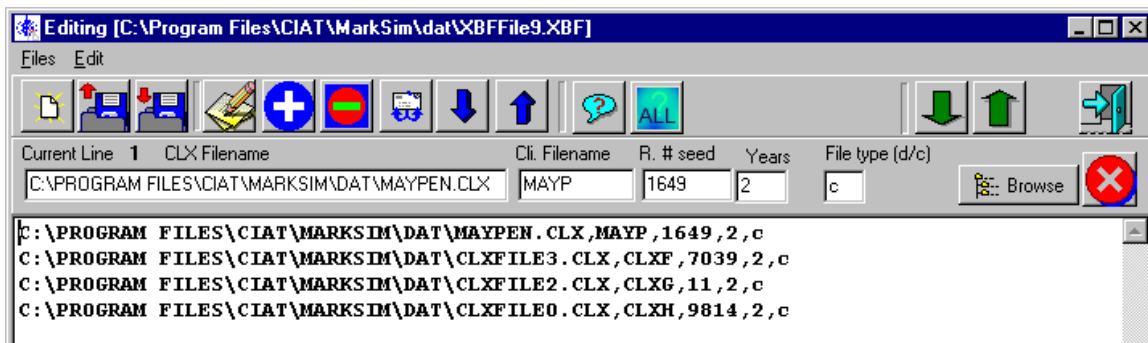 Editing [C:\Program Files\CIAT\MarkSim\dat\XBFFile9.XBF]
Files Edit
ALL
Current Line 1 CLX Filename Cli. Filename R. # seed Years File type (d/c)
C:\PROGRAM FILES\CIAT\MARKSIM\DAT\MAYPEN.CLX MAYP 1649 2 c Browse
C:\PROGRAM FILES\CIAT\MARKSIM\DAT\MAYPEN.CLX,MAYP,1649,2,c
C:\PROGRAM FILES\CIAT\MARKSIM\DAT\CLXFILE3.CLX,CLXF,7039,2,c
C:\PROGRAM FILES\CIAT\MARKSIM\DAT\CLXFILE2.CLX,CLXG,11,2,c
C:\PROGRAM FILES\CIAT\MARKSIM\DAT\CLXFILE0.CLX,CLXH,9814,2,c